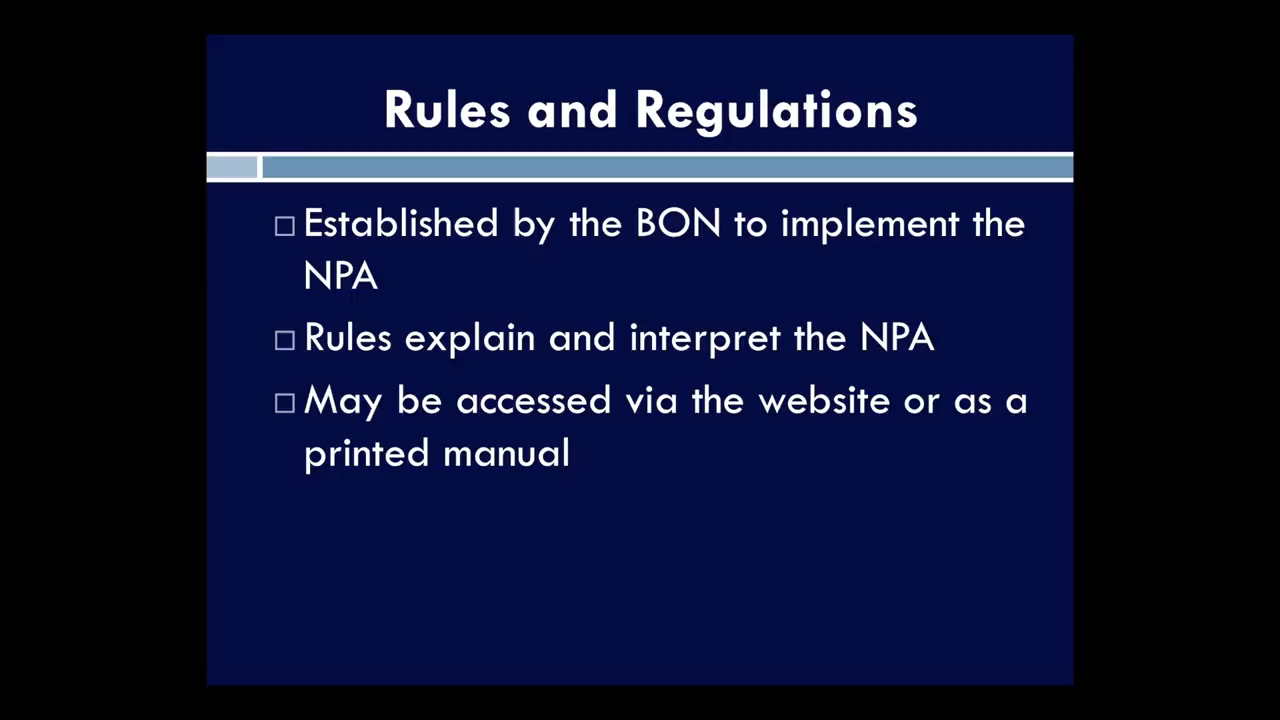 Rules and Regulations
Established by the BON to implement the
NPA
Rules explain and interpret the NPA
May be accessed via the website or as a
printed manual